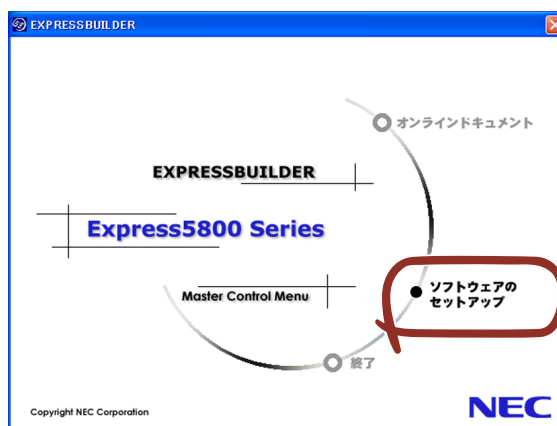 EXPRESSBUILDER
オンラインドキュメント
EXPRESSBUILDER
Express5800 Series
ソフトウェアの
セットアップ
Master Control Menu
終了
Copyright NEC Corporation
NEC